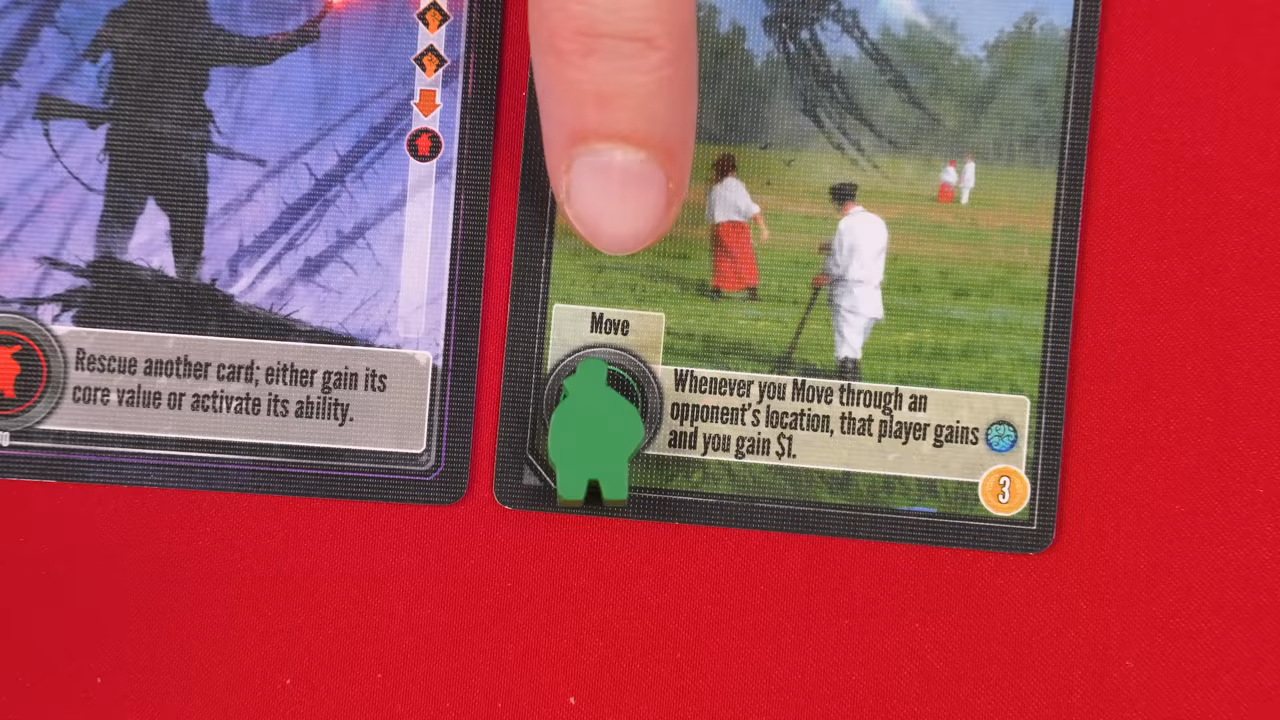 Rescue another card; either gain its
core value or activate its ability.
Move
Whenever you Move through an
opponent's location, that player gains
and you gain $1.
3